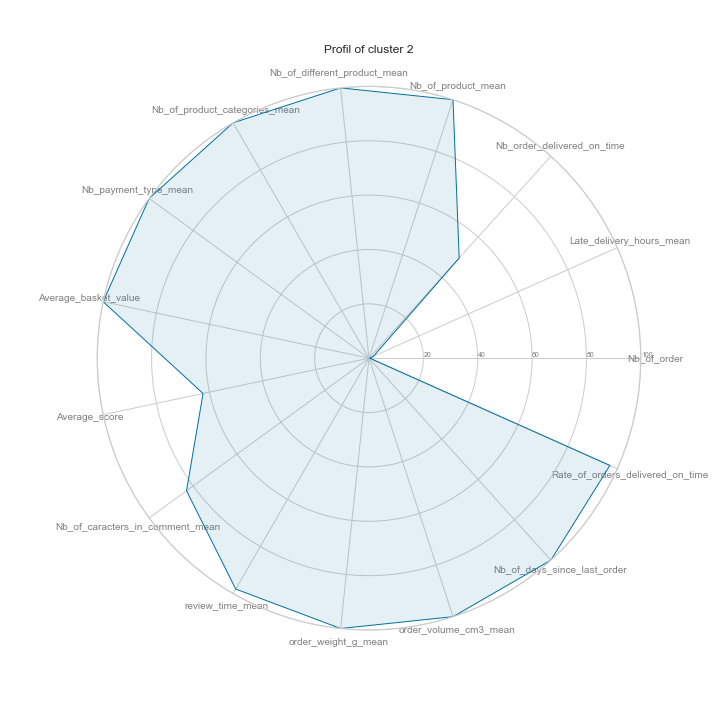 Profil of cluster 2
Nb_of_different_product_mean
Nb_of_product_mean
Nb_of_product_categories_mean
Nb_order_delivered_on_time
Nb_payment_type_mean
Late_delivery_hours_mean
Average_basket_value
20 40 60 80 100
Nb_of_order
Average_score
Rate_of_orders_delivered_on_time
Nb_of_caracters_in_comment_mean
Nb_of_days_since_last_order
review_time_mean
order_volume_cm3_mean
order_weight_g_mean